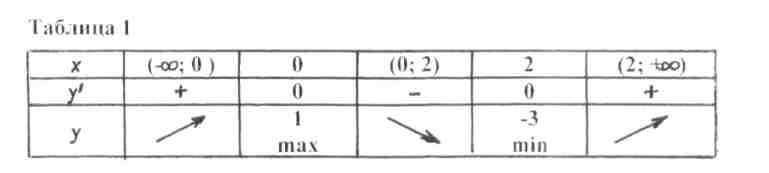 Таблица 1
x (-∞; 0 ) 0 (0; 2) 2 (2; +∞)
y' + 0 - 0 +
y 1 max -3 min